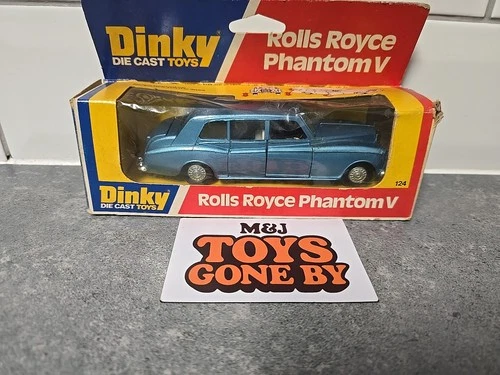 Dinky
DIE CAST TOYS
Rolls Royce
Phantom V
124
Dinky
DIE CAST TOYS
Rolls Royce Phantom V
M&J
TOYS
GONE BY